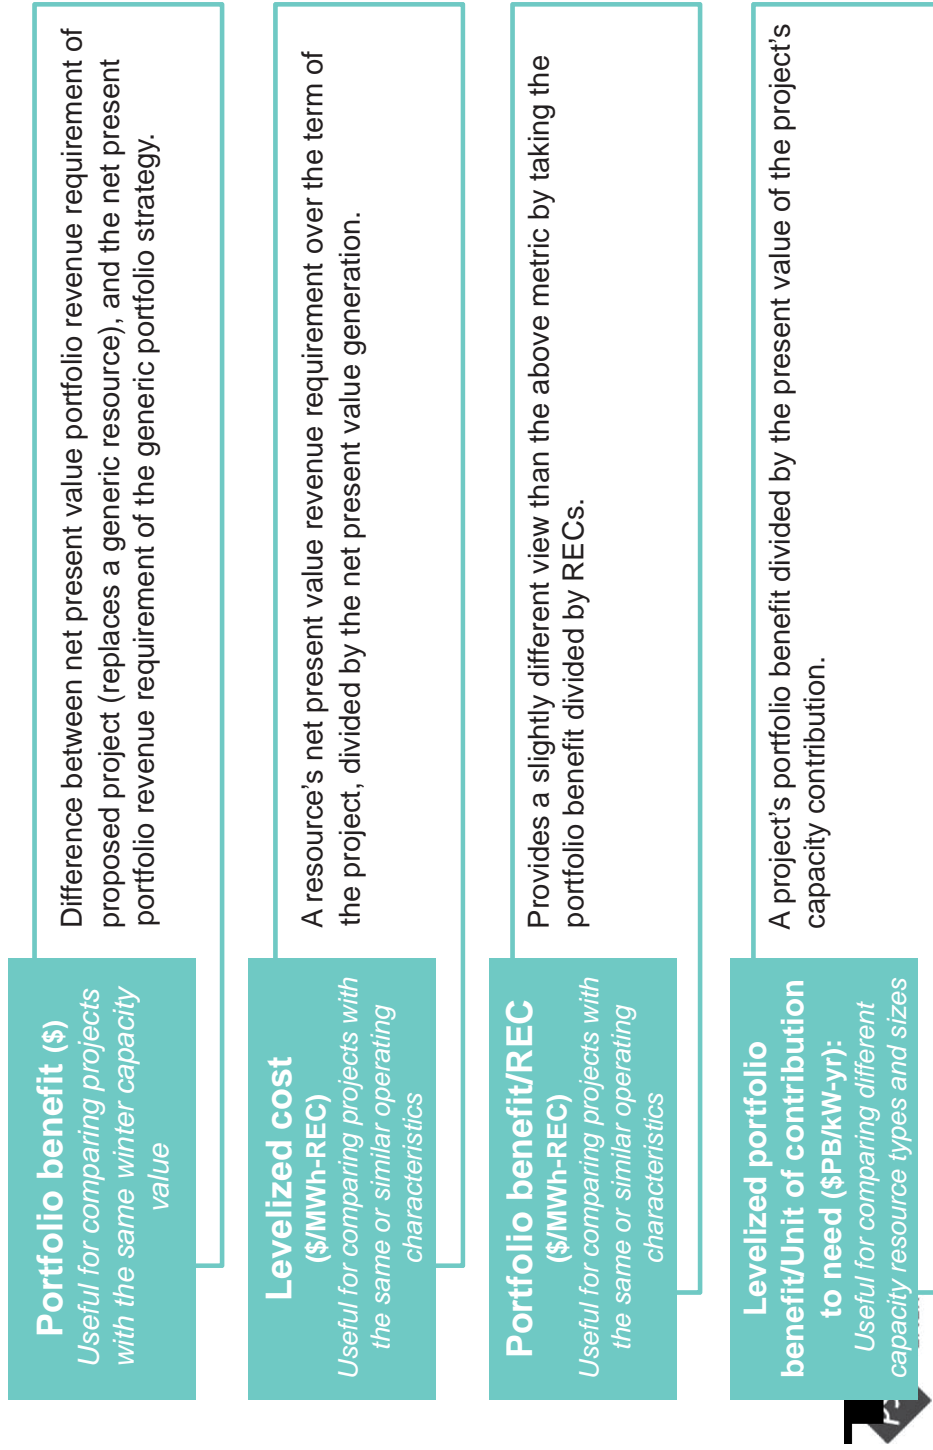 Portfolio benefit ($)
Useful for comparing projects
with the same winter capacity
value
Difference between net present value portfolio revenue requirement of
proposed project (replaces a generic resource), and the net present
portfolio revenue requirement of the generic portfolio strategy.
Levelized cost
($/MWh-REC)
Useful for comparing projects with
the same or similar operating
characteristics
A resource’s net present value revenue requirement over the term of
the project, divided by the net present value generation.
Portfolio benefit/REC
($/MWh-REC)
Useful for comparing projects with
the same or similar operating
characteristics
Provides a slightly different view than the above metric by taking the
portfolio benefit divided by RECs.
Levelized portfolio
benefit/Unit of contribution
to need ($PB/kW-yr):
Useful for comparing different
capacity resource types and sizes
A project’s portfolio benefit divided by the present value of the project’s
capacity contribution.